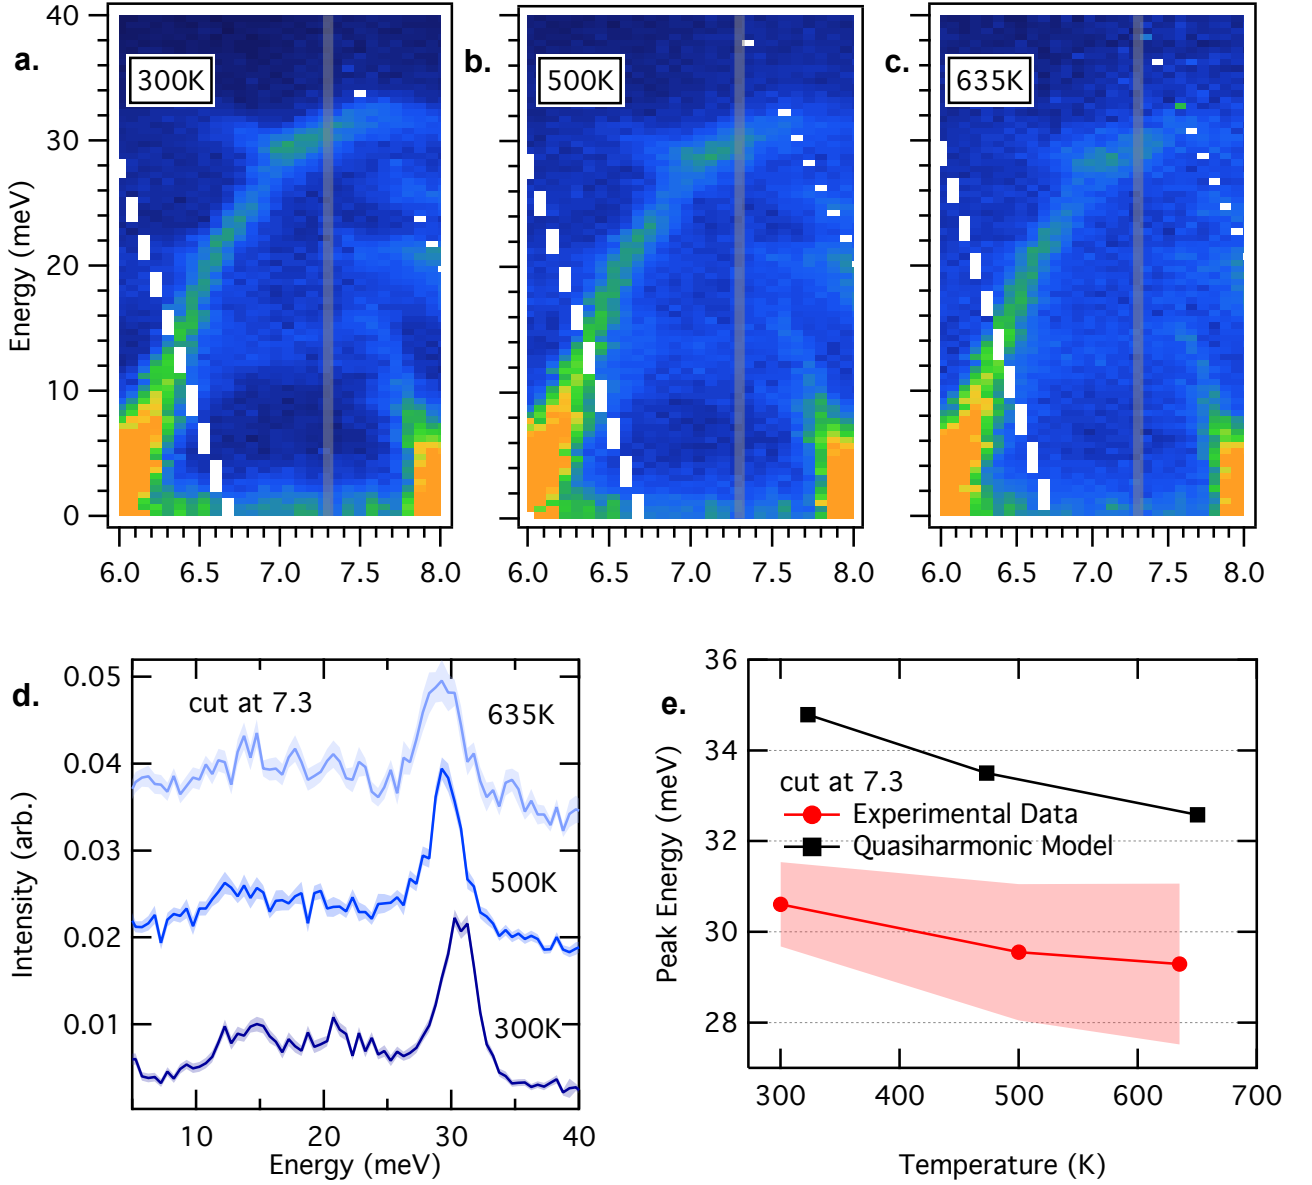 a.
300K
b.
500K
c.
635K
Energy (meV)
40
30
20
10
0
6.0 6.5 7.0 7.5 8.0
6.0 6.5 7.0 7.5 8.0
6.0 6.5 7.0 7.5 8.0
d.
cut at 7.3
635K
500K
300K
Intensity (arb.)
0.05
0.04
0.03
0.02
0.01
10 20 30 40
Energy (meV)
e.
cut at 7.3
Experimental Data
Quasiharmonic Model
Peak Energy (meV)
36
34
32
30
28
300 400 500 600 700
Temperature (K)